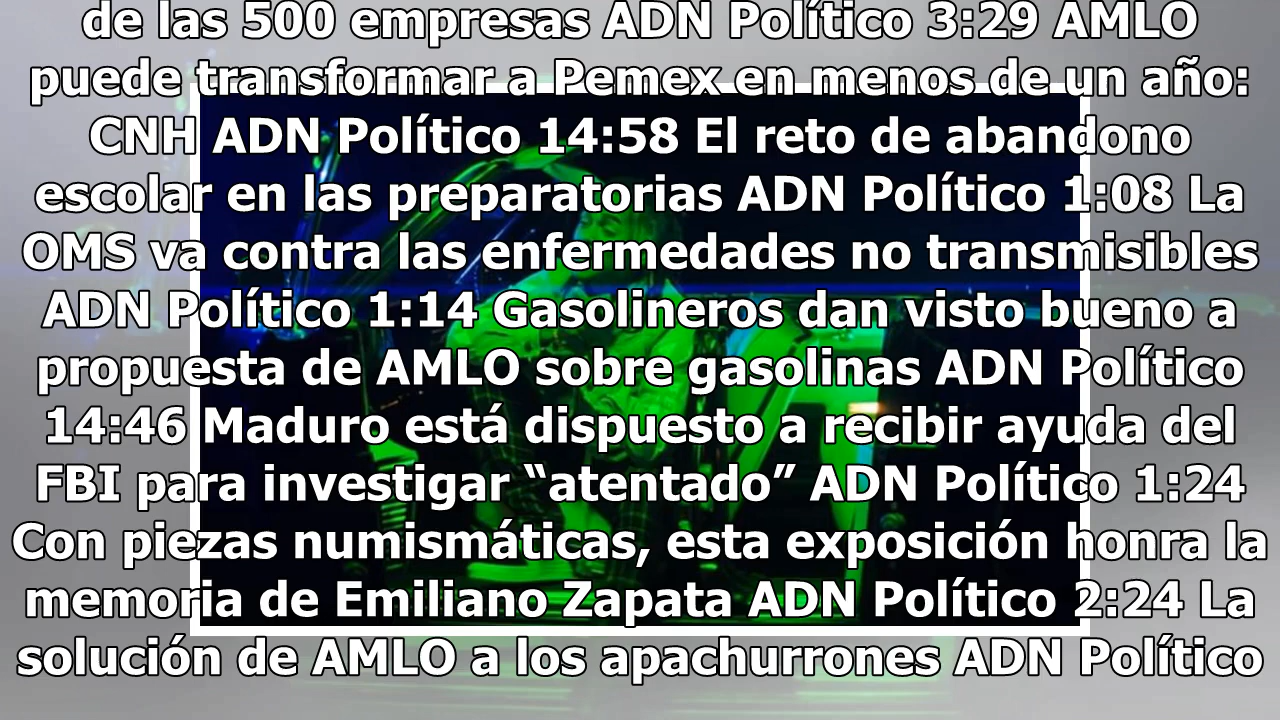 de las 500 empresas ADN Político 3:29 AMLO
puede transformar a Pemex en menos de un año:
CNH ADN Político 14:58 El reto de abandono
escolar en las preparatorias ADN Político 1:08 La
OMS va contra las enfermedades no transmisibles
ADN Político 1:14 Gasolineros dan visto bueno a
propuesta de AMLO sobre gasolinas ADN Político
14:46 Maduro está dispuesto a recibir ayuda del
FBI para investigar “atentado” ADN Político 1:24
Con piezas numismáticas, esta exposición honra la
memoria de Emiliano Zapata ADN Político 2:24 La
solución de AMLO a los apachurrones ADN Político